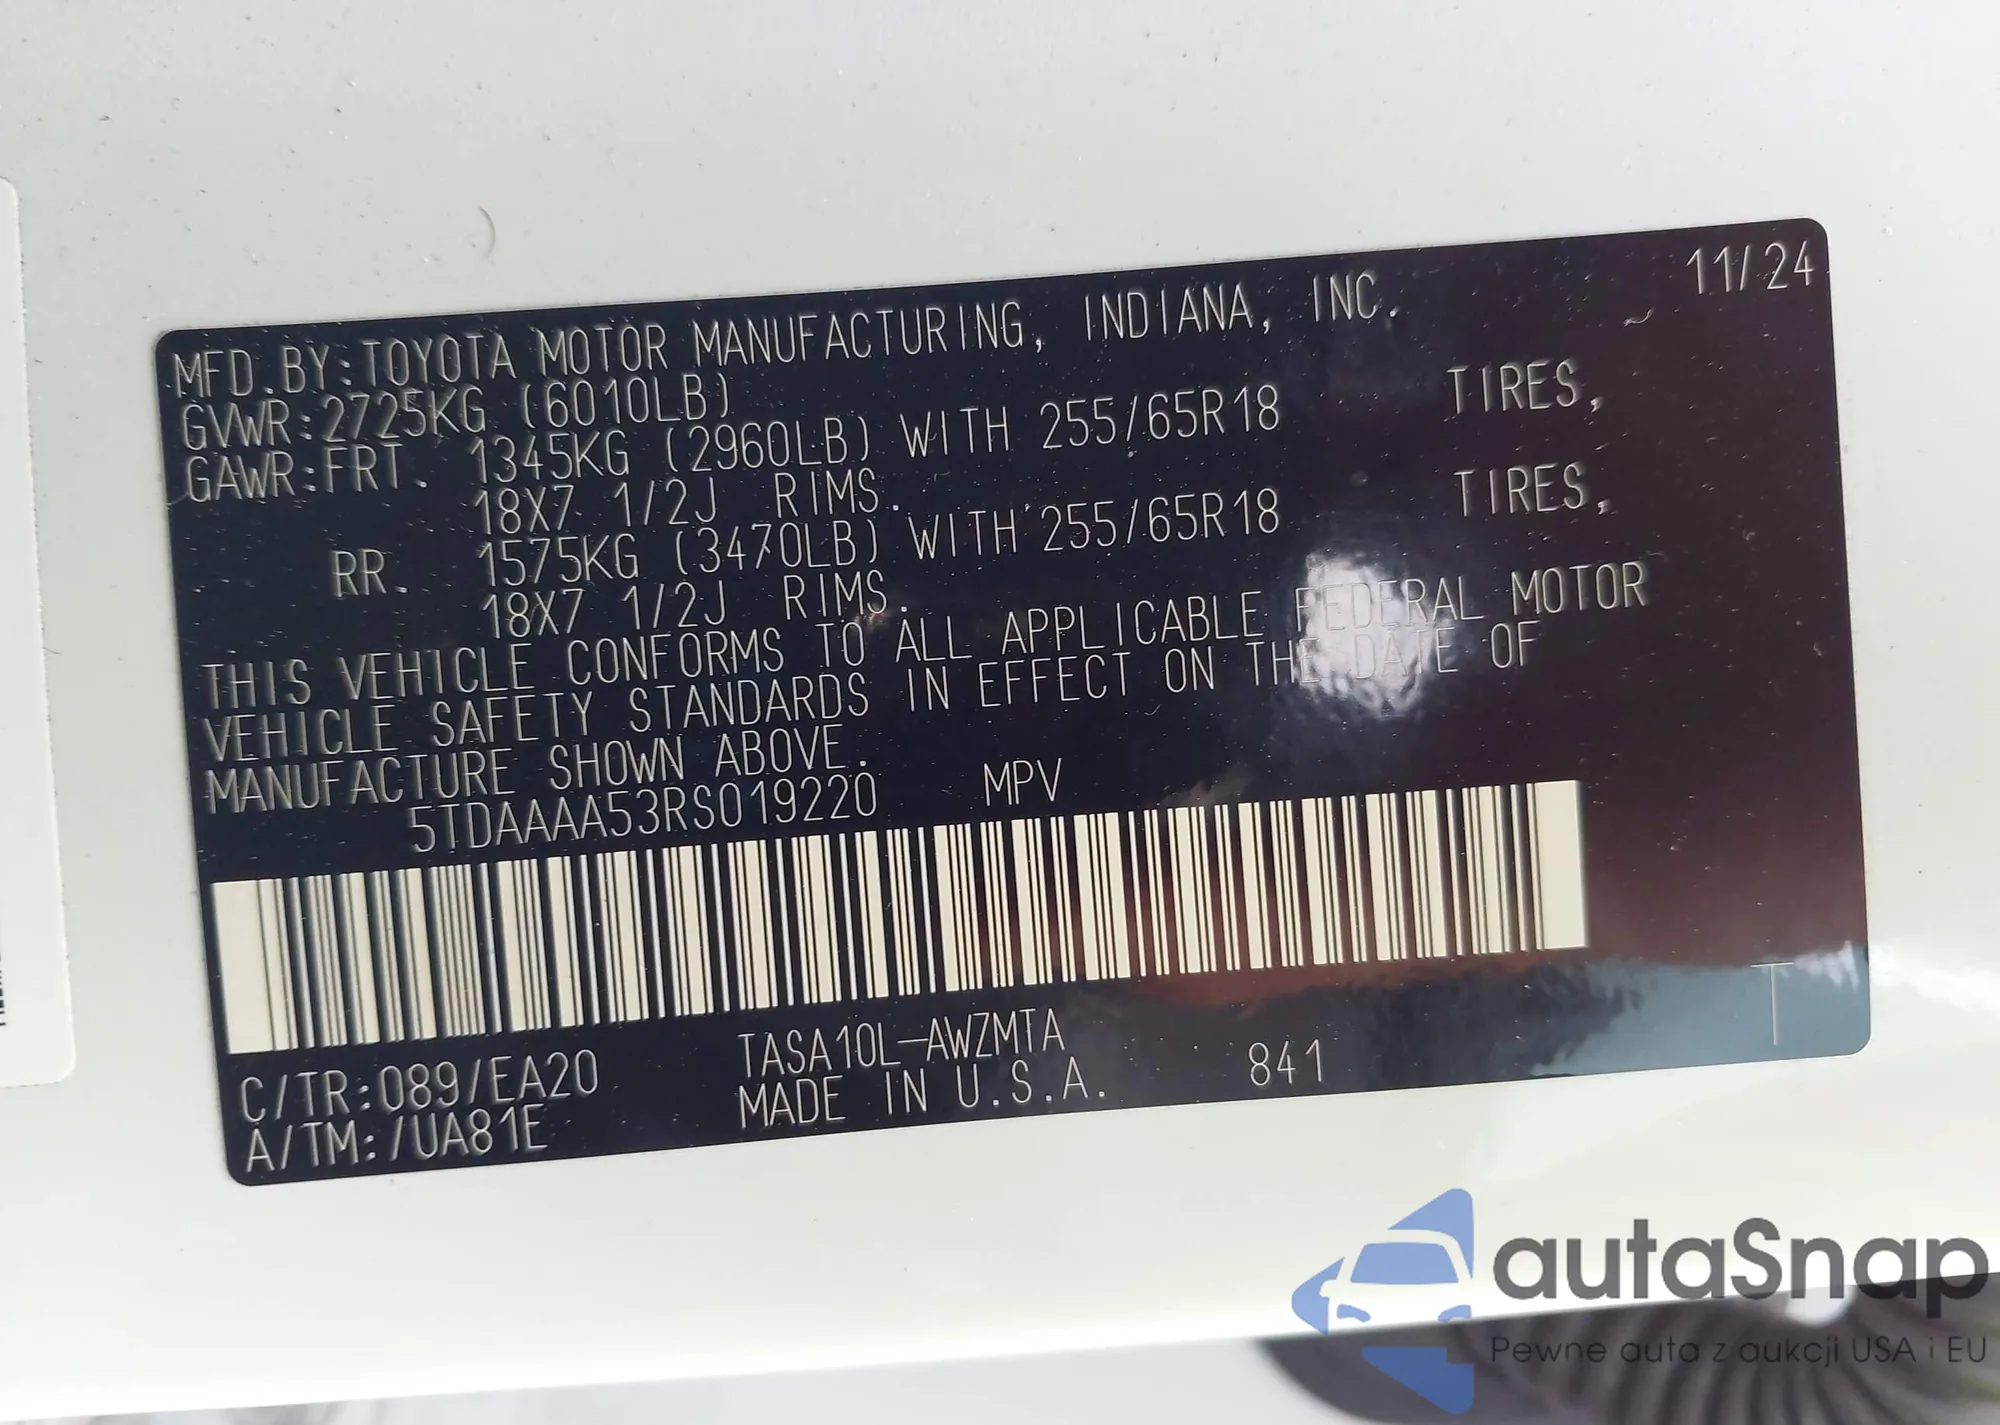 11/24
MFD.BY:TOYOTA MOTOR MANUFACTURING, INDIANA, INC.
GVWR:2725KG (6010LB)
GAWR:FRT. 1345KG (2960LB) WITH 255/65R18 TIRES,
18X7 1/2J RIMS.
RR. 1575KG (3470LB) WITH 255/65R18 TIRES,
18X7 1/2J RIMS.
THIS VEHICLE CONFORMS TO ALL APPLICABLE FEDERAL MOTOR
VEHICLE SAFETY STANDARDS IN EFFECT ON THE DATE OF
MANUFACTURE SHOWN ABOVE.
5TDAAAA53RS019220 MPV
T
C/TR:089/EA20 TASA10L-AWZMTA
A/TM:/UA81E MADE IN U.S.A. 841
autaSnap
Pewne auta z aukcji USA i EU